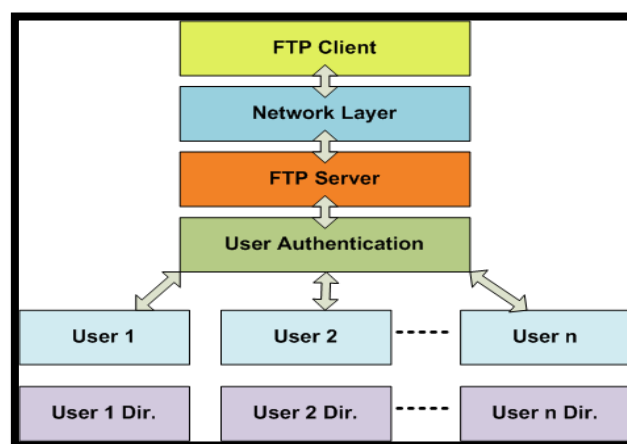 FTP Client
Network Layer
FTP Server
User Authentication
User 1 User 2 User n
User 1 Dir. User 2 Dir. User n Dir.